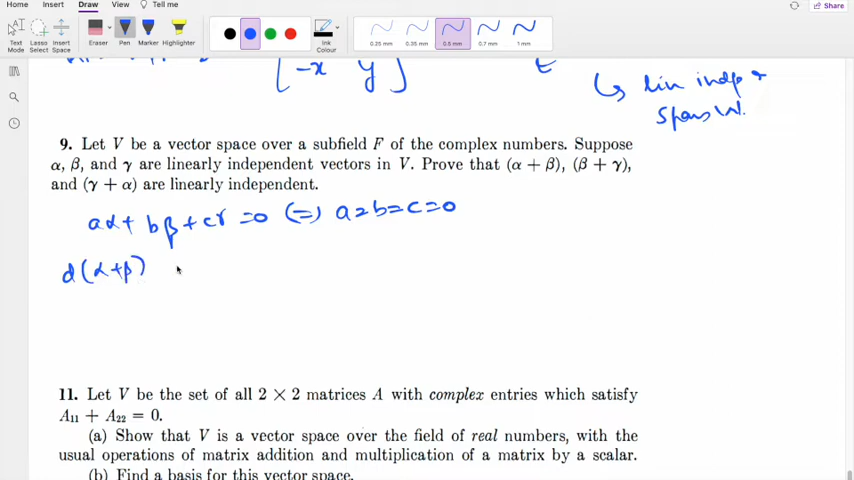 Home Insert Draw View Tell me
Share
Text Mode
Lasso Select
Insert Space
Eraser
Pen
Marker
Highlighter
Ink Colour
0.25 mm
0.35 mm
0.5 mm
0.7 mm
1 mm
-x y
t
↳ lin indep
spans W.
9. Let V be a vector space over a subfield F of the complex numbers. Suppose
α, β, and γ are linearly independent vectors in V. Prove that (α + β), (β + γ),
and (γ + α) are linearly independent.
aα + bβ + cγ = 0 (=) a = b = c = 0
d(α+β)
11. Let V be the set of all 2 × 2 matrices A with complex entries which satisfy
A₁₁ + A₂₂ = 0.
(a) Show that V is a vector space over the field of real numbers, with the
usual operations of matrix addition and multiplication of a matrix by a scalar.
(b) Find a basis for this vector space.